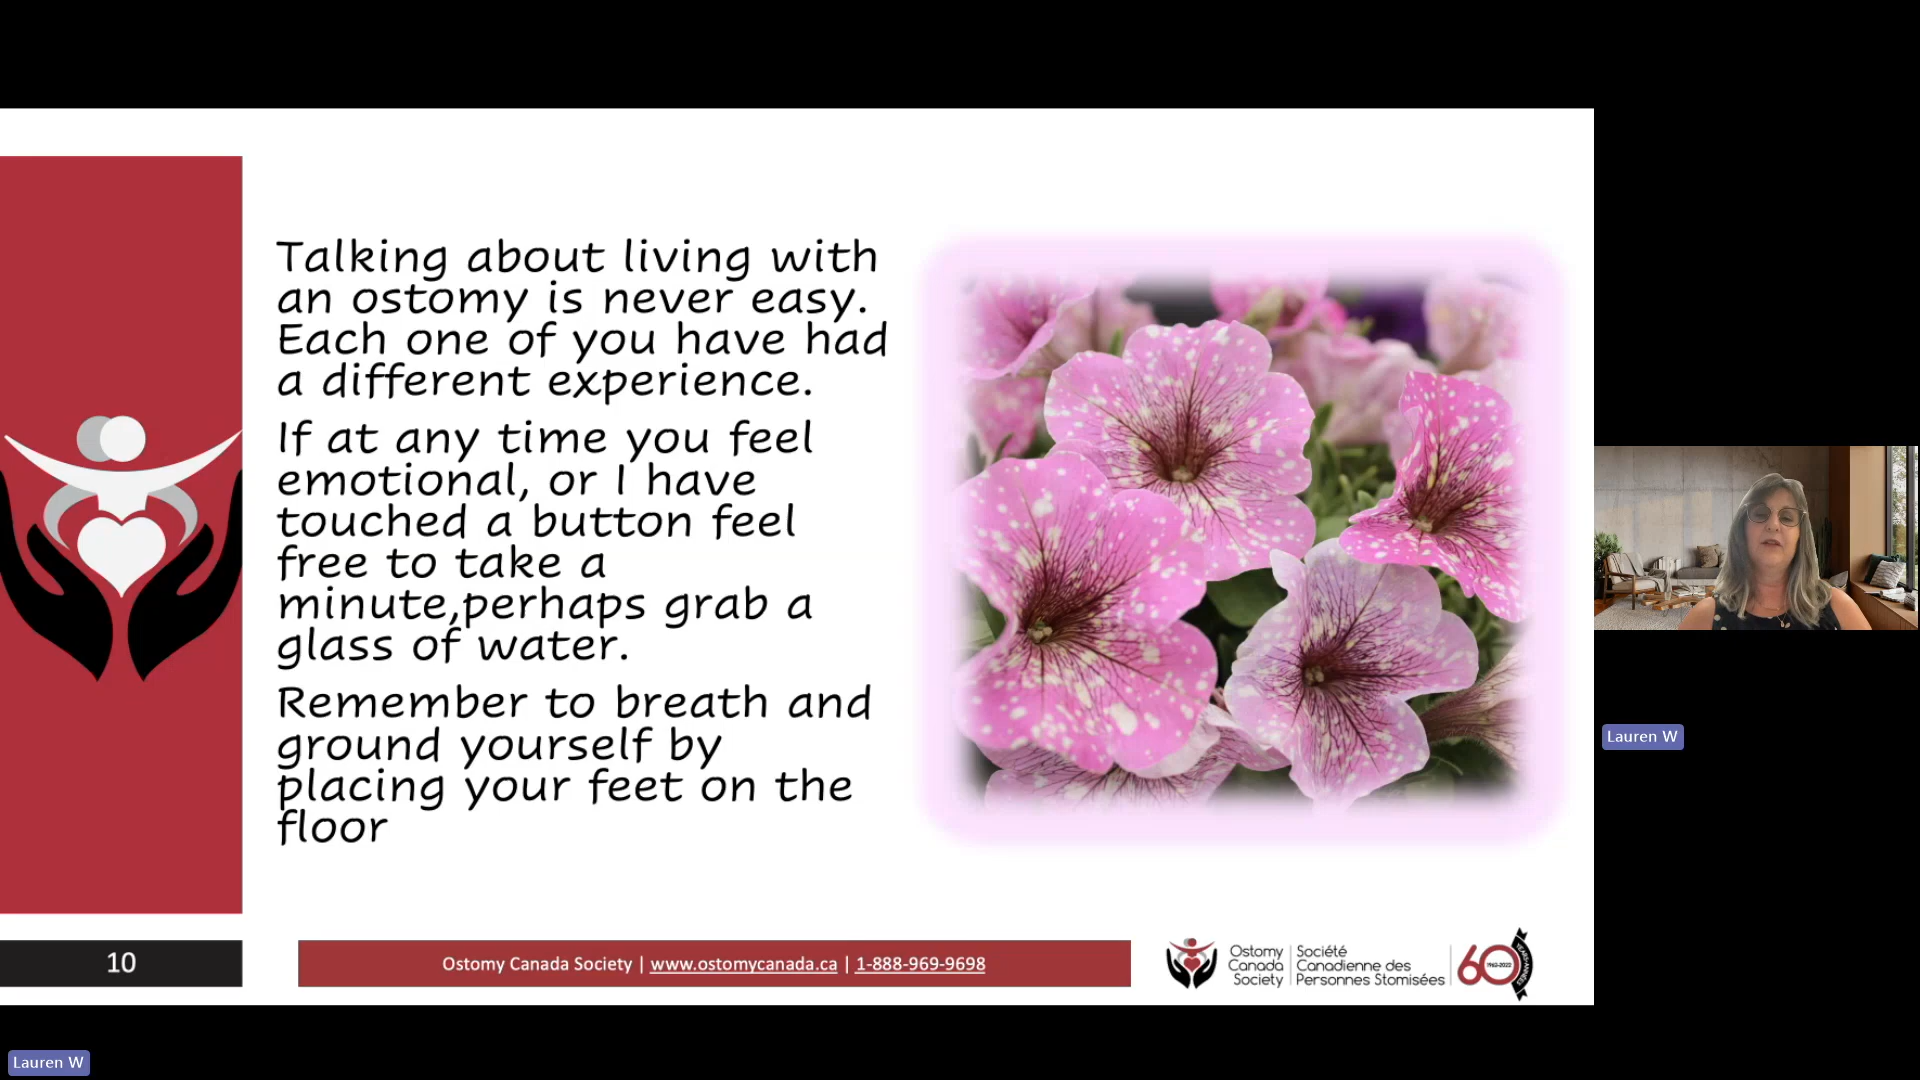 Talking about living with
an ostomy is never easy.
Each one of you have had
a different experience.
If at any time you feel
emotional, or I have
touched a button feel
free to take a
minute,perhaps grab a
glass of water.
Remember to breath and
ground yourself by
placing your feet on the
floor
10
Ostomy Canada Society | www.ostomycanada.ca | 1-888-969-9698
Ostomy
Canada
Society
Société
Canadienne des
Personnes Stomisées
60
1962-2022
Lauren W
Lauren W